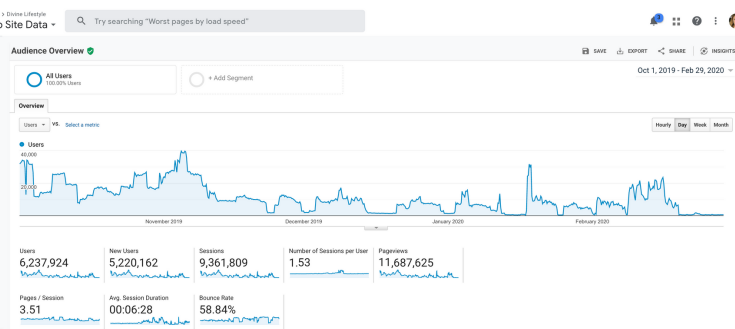 > Divine Lifestyle
o Site Data
Try searching "Worst pages by load speed"
Audience Overview
SAVE
EXPORT
SHARE
INSIGHTS
All Users
100.00% Users
+ Add Segment
Oct 1, 2019 - Feb 29, 2020
Overview
Users
VS.
Select a metric
Hourly
Day
Week
Month
Users
40,000
20,000
November 2019
December 2019
January 2020
February 2020
Users
6,237,924
New Users
5,220,162
Sessions
9,361,809
Number of Sessions per User
1.53
Pageviews
11,687,625
Pages / Session
3.51
Avg. Session Duration
00:06:28
Bounce Rate
58.84%